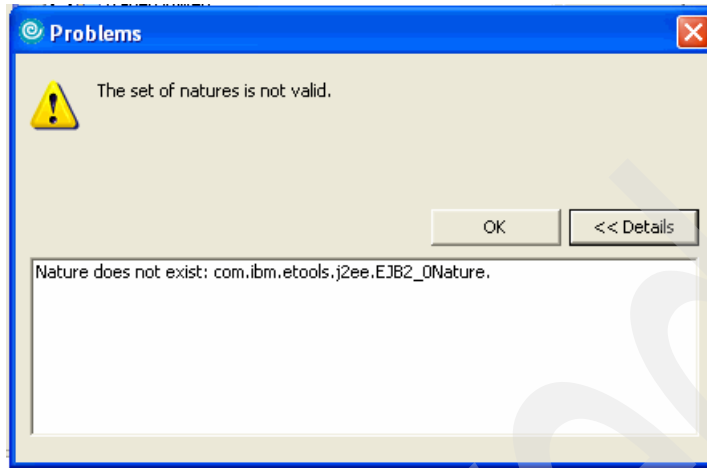 Problems
The set of natures is not valid.
OK
<< Details
Nature does not exist: com.ibm.etools.j2ee.EJB2_0Nature.